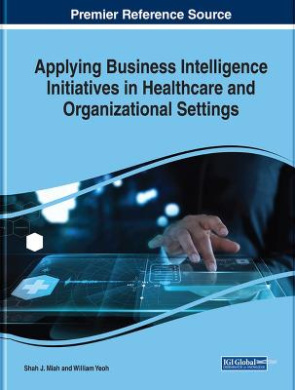 Premier Reference Source
Applying Business Intelligence
Initiatives in Healthcare and
Organizational Settings
Shah J. Miah and William Yeoh
IGI Global